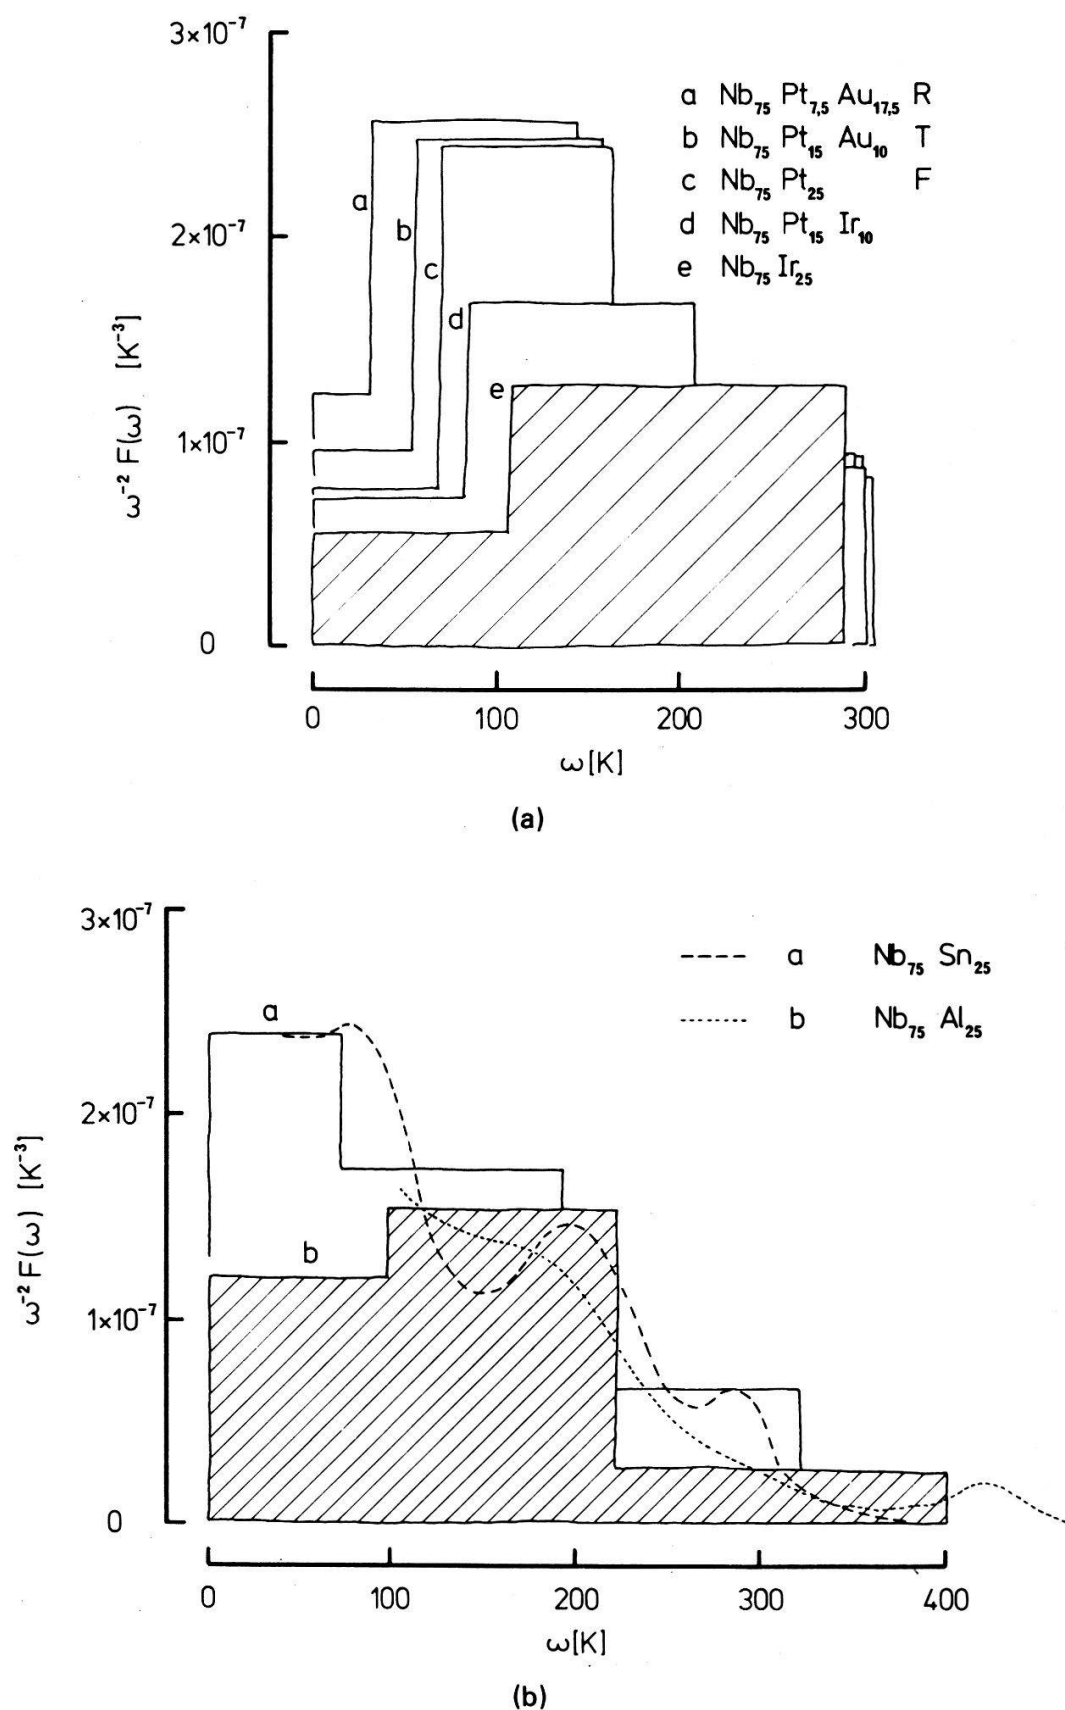 3×10⁻⁷
a Nb₇₅ Pt₇,₅ Au₁₇,₅ R
b Nb₇₅ Pt₁₅ Au₁₀ T
c Nb₇₅ Pt₂₅ F
d Nb₇₅ Pt₁₅ Ir₁₀
e Nb₇₅ Ir₂₅
a
b
2×10⁻⁷
c
d
e
1×10⁻⁷
ω⁻² F(ω) [K⁻³]
0
0 100 200 300
ω[K]
(a)
3×10⁻⁷
a Nb₇₅ Sn₂₅
b Nb₇₅ Al₂₅
a
2×10⁻⁷
b
1×10⁻⁷
ω⁻² F(ω) [K⁻³]
0
0 100 200 300 400
ω[K]
(b)